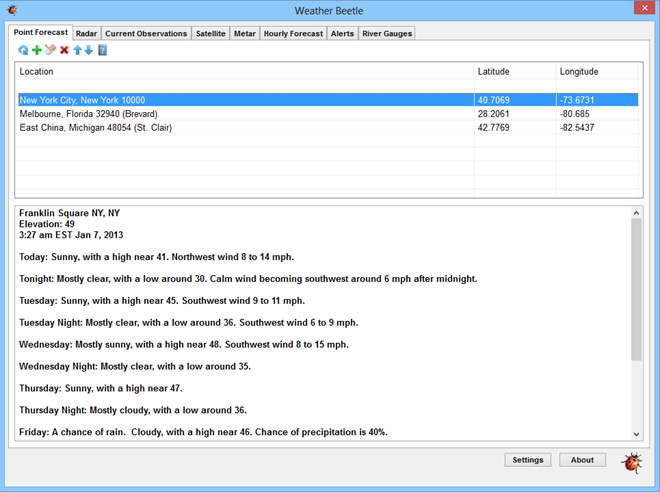 Weather Beetle
Point Forecast Radar Current Observations Satellite Metar Hourly Forecast Alerts River Gauges
Location Latitude Longitude
New York City, New York 10000 40.7069 -73.6731
Melbourne, Florida 32940 (Brevard) 28.2061 -80.685
East China, Michigan 48054 (St. Clair) 42.7769 -82.5437
Franklin Square NY, NY
Elevation: 49
3:27 am EST Jan 7, 2013
Today: Sunny, with a high near 41. Northwest wind 8 to 14 mph.
Tonight: Mostly clear, with a low around 30. Calm wind becoming southwest around 6 mph after midnight.
Tuesday: Sunny, with a high near 45. Southwest wind 9 to 11 mph.
Tuesday Night: Mostly clear, with a low around 36. Southwest wind 6 to 9 mph.
Wednesday: Mostly sunny, with a high near 48. Southwest wind 8 to 15 mph.
Wednesday Night: Mostly clear, with a low around 35.
Thursday: Sunny, with a high near 47.
Thursday Night: Mostly cloudy, with a low around 36.
Friday: A chance of rain.  Cloudy, with a high near 46. Chance of precipitation is 40%.
Settings About